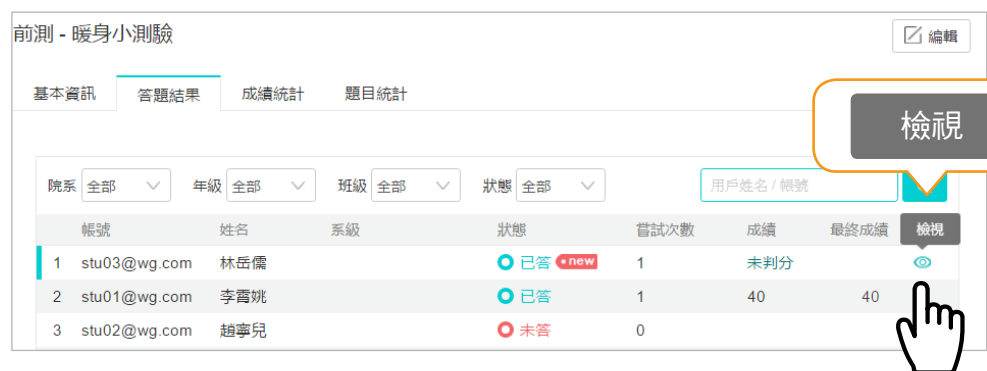 前測 - 暖身小測驗
編輯
基本資訊 答題結果 成績統計 題目統計
檢視
院系 全部 年級 全部 班級 全部 狀態 全部 用戶姓名 / 帳號
帳號 姓名 系級 狀態 嘗試次數 成績 最終成績 檢視
1 stu03@wg.com 林岳儒 已答 •new 1 未判分
2 stu01@wg.com 李霄姚 已答 1 40 40
3 stu02@wg.com 趙寧兒 未答 0